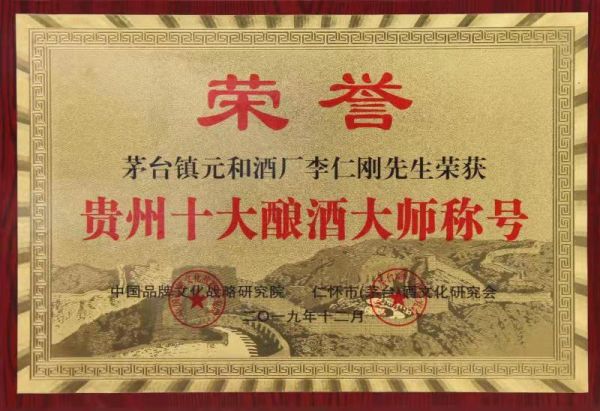 荣誉
茅台镇元和酒厂李仁刚先生荣获
贵州十大酿酒大师称号
中国品牌文化战略研究院 仁怀市(茅台)酒文化研究会
二〇一九年十二月